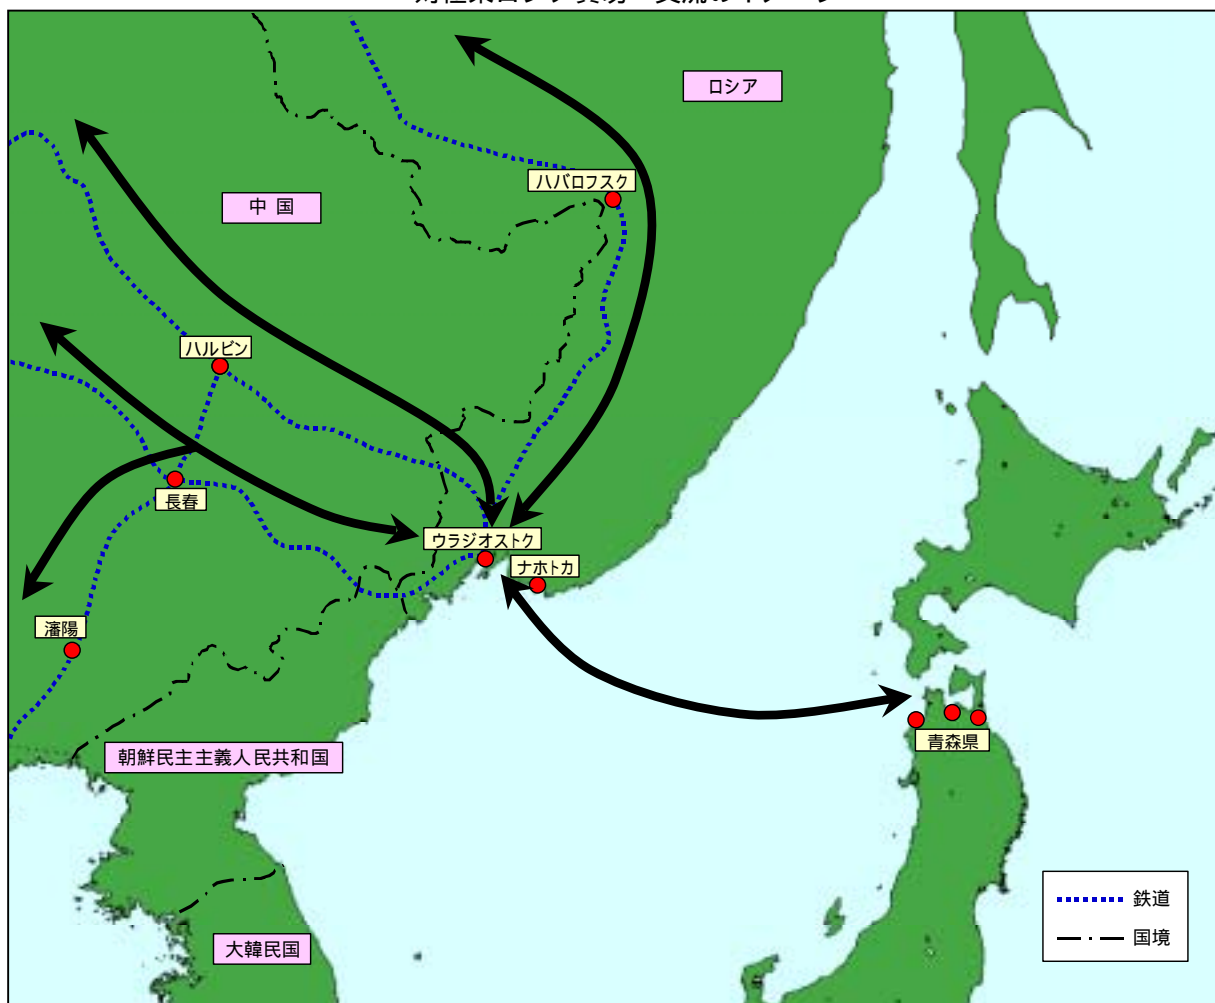 ロシア
ハバロフスク
中 国
ハルビン
長春
ウラジオストク
ナホトカ
瀋陽
青森県
朝鮮民主主義人民共和国
大韓民国
鉄道
国境